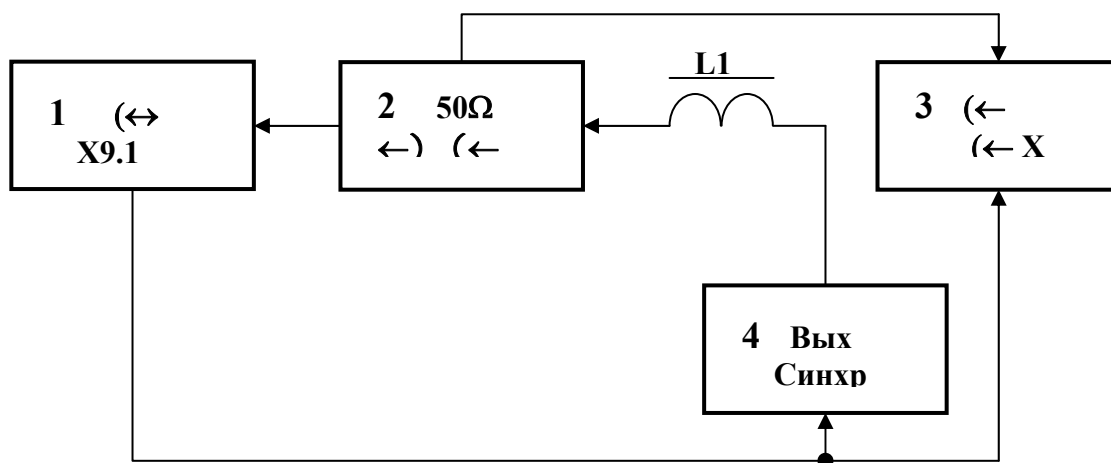 L1
1 (↔
X9.1
2 50Ω
←) (←
3 (←
(← X
4 Вых
Синхр